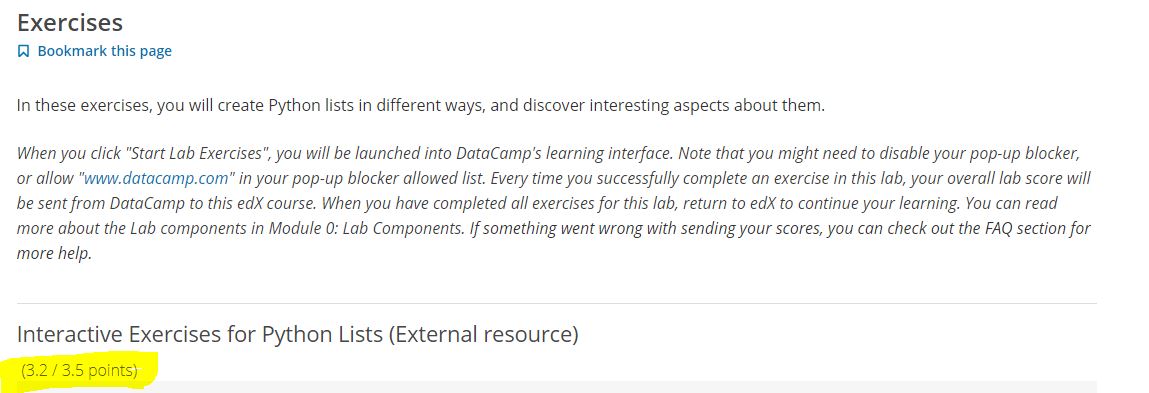 Exercises
Bookmark this page
In these exercises, you will create Python lists in different ways, and discover interesting aspects about them.
When you click "Start Lab Exercises", you will be launched into DataCamp's learning interface. Note that you might need to disable your pop-up blocker,
or allow "www.datacamp.com" in your pop-up blocker allowed list. Every time you successfully complete an exercise in this lab, your overall lab score will
be sent from DataCamp to this edX course. When you have completed all exercises for this lab, return to edX to continue your learning. You can read
more about the Lab components in Module 0: Lab Components. If something went wrong with sending your scores, you can check out the FAQ section for
more help.
Interactive Exercises for Python Lists (External resource)
(3.2 / 3.5 points)